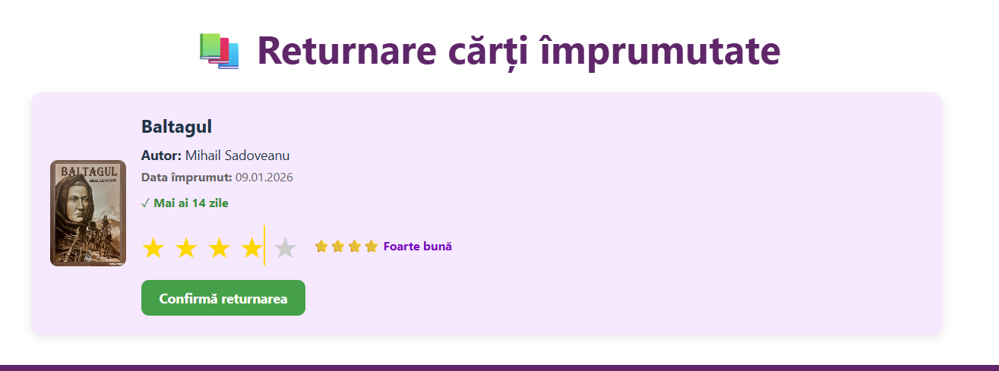 Returnare cărți împrumutate
Baltagul
Autor: Mihail Sadoveanu
Data împrumut: 09.01.2026
✓ Mai ai 14 zile
BALTAGUL
MIHAIL SADOVEANU
★ ★ ★ ★ ★ ⭐⭐⭐⭐ Foarte bună
Confirmă returnarea